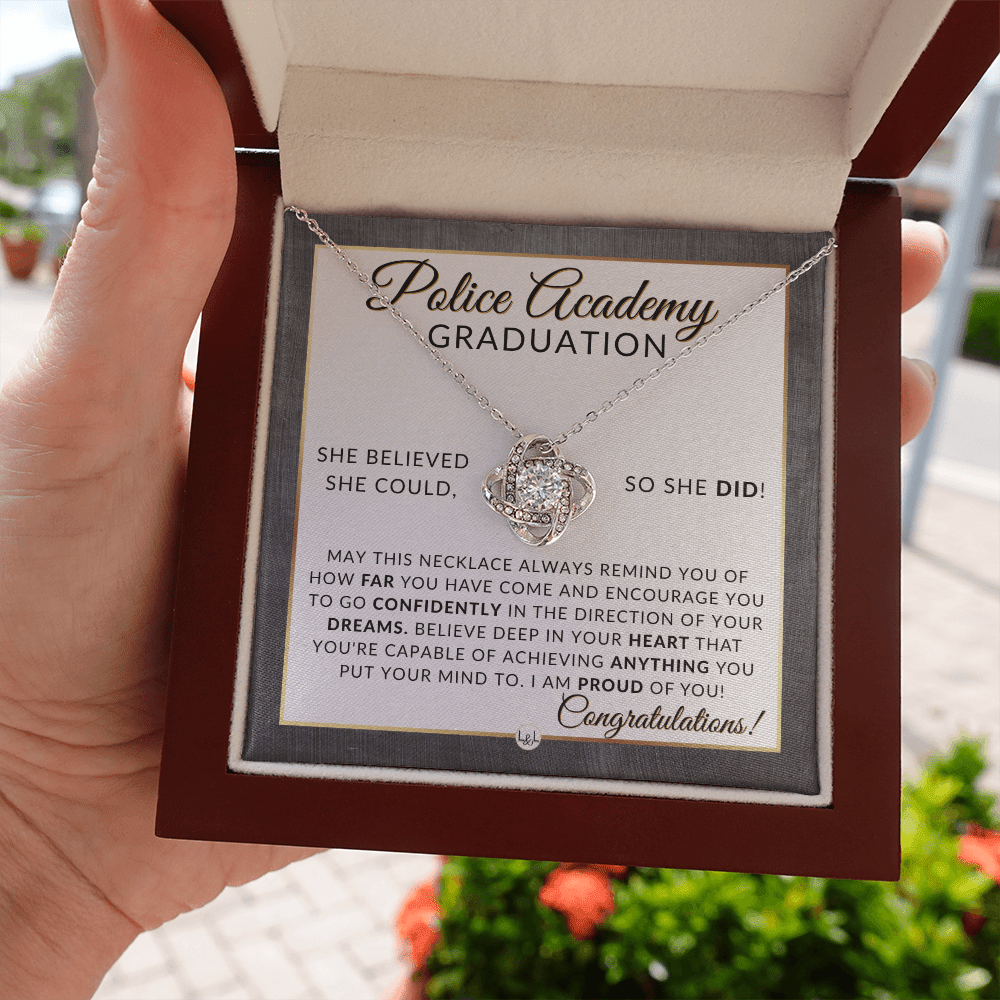 Police Academy
GRADUATION
SHE BELIEVED
SHE COULD,
SO SHE DID!
MAY THIS NECKLACE ALWAYS REMIND YOU OF
HOW FAR YOU HAVE COME AND ENCOURAGE YOU
TO GO CONFIDENTLY IN THE DIRECTION OF YOUR
DREAMS. BELIEVE DEEP IN YOUR HEART THAT
YOU'RE CAPABLE OF ACHIEVING ANYTHING YOU
PUT YOUR MIND TO. I AM PROUD OF YOU!
Congratulations!
L&L